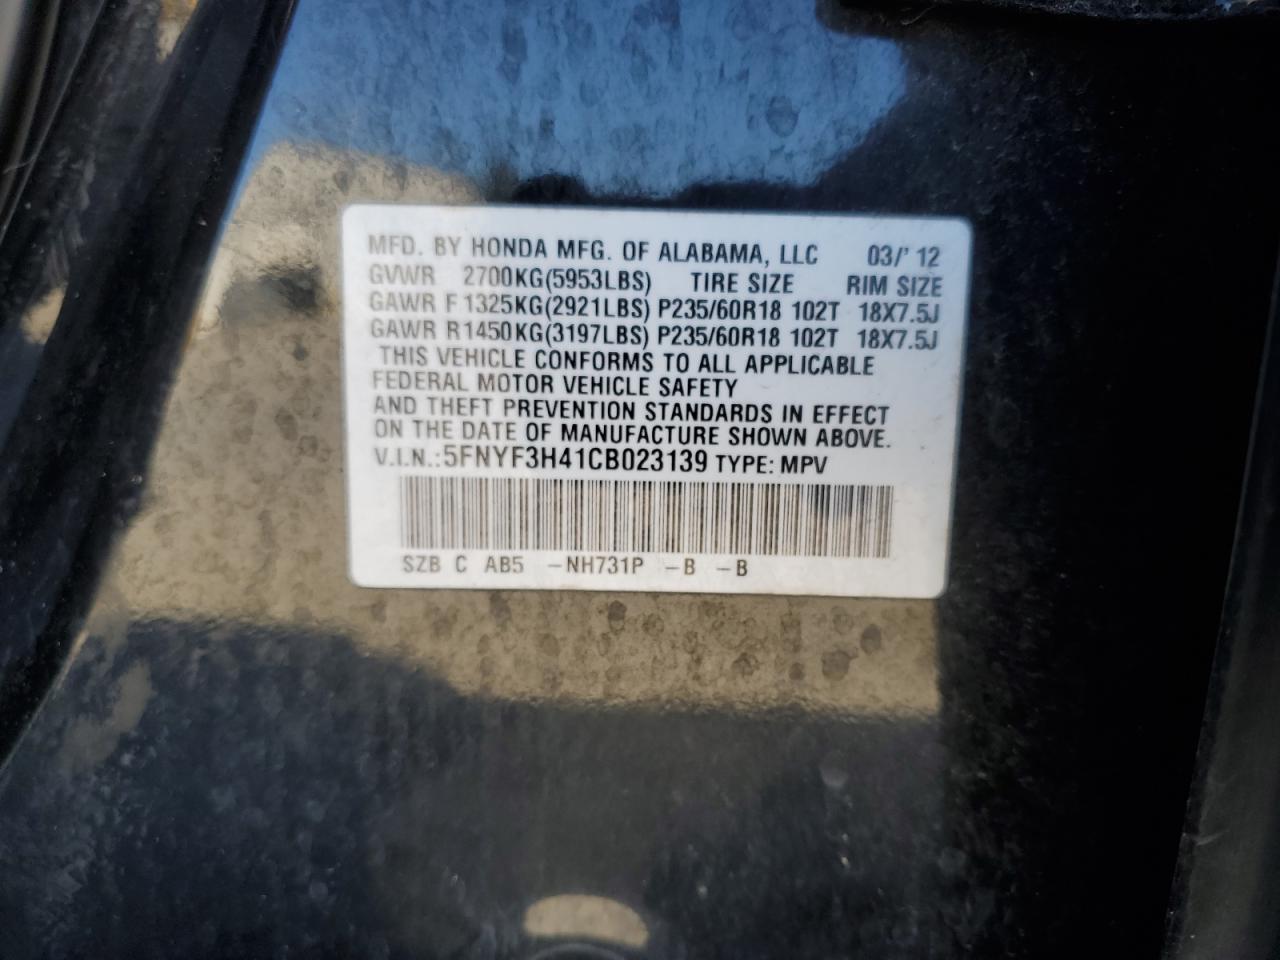 MFD. BY HONDA MFG. OF ALABAMA, LLC 03/'12
GVWR 2700KG(5953LBS) TIRE SIZE RIM SIZE
GAWR F 1325KG(2921LBS) P235/60R18 102T 18X7.5J
GAWR R1450KG(3197LBS) P235/60R18 102T 18X7.5J
THIS VEHICLE CONFORMS TO ALL APPLICABLE
FEDERAL MOTOR VEHICLE SAFETY
AND THEFT PREVENTION STANDARDS IN EFFECT
ON THE DATE OF MANUFACTURE SHOWN ABOVE.
V.I.N.:5FNYF3H41CB023139 TYPE: MPV
SZB C AB5 -NH731P -B -B